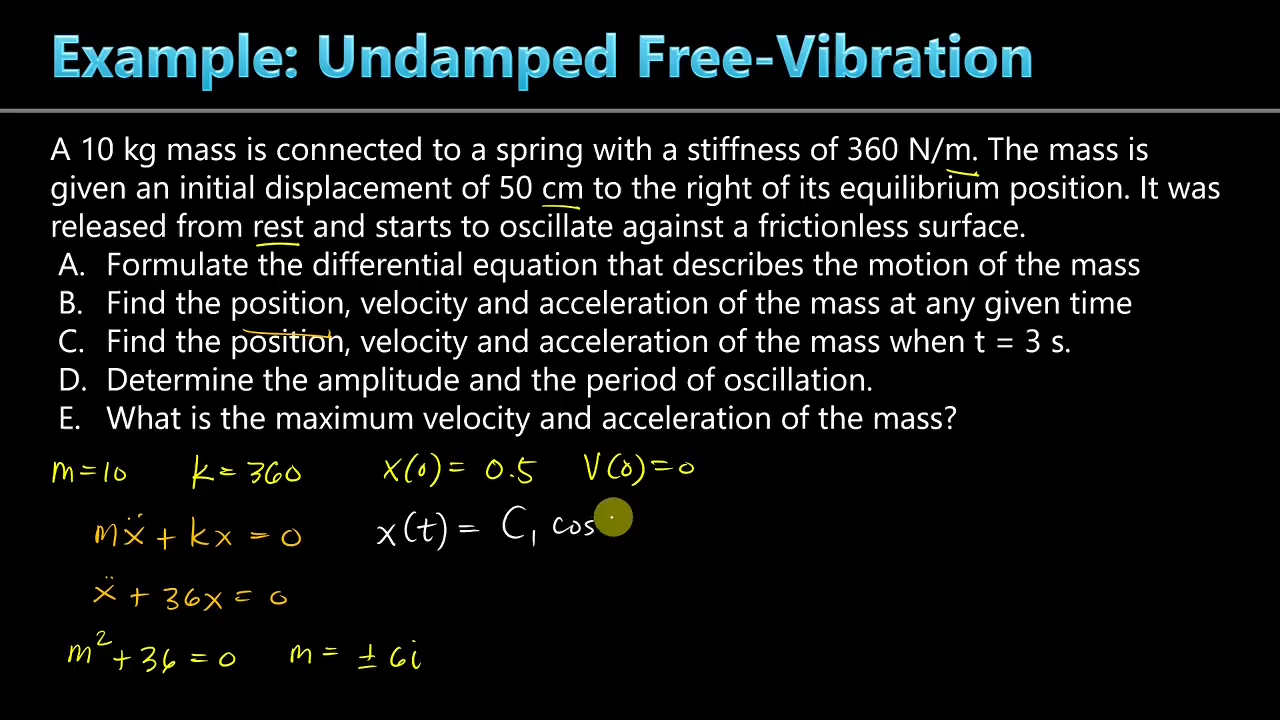 Example: Undamped Free-Vibration
A 10 kg mass is connected to a spring with a stiffness of 360 N/m. The mass is
given an initial displacement of 50 cm to the right of its equilibrium position. It was
released from rest and starts to oscillate against a frictionless surface.
A. Formulate the differential equation that describes the motion of the mass
B. Find the position, velocity and acceleration of the mass at any given time
C. Find the position, velocity and acceleration of the mass when t = 3 s.
D. Determine the amplitude and the period of oscillation.
E. What is the maximum velocity and acceleration of the mass?
m=10 k=360 x(0)= 0.5 V(0)=0
mẍ + kx = 0 x(t)= C₁ cos
ẍ + 36x = 0
m²+36 = 0 m= ± 6i